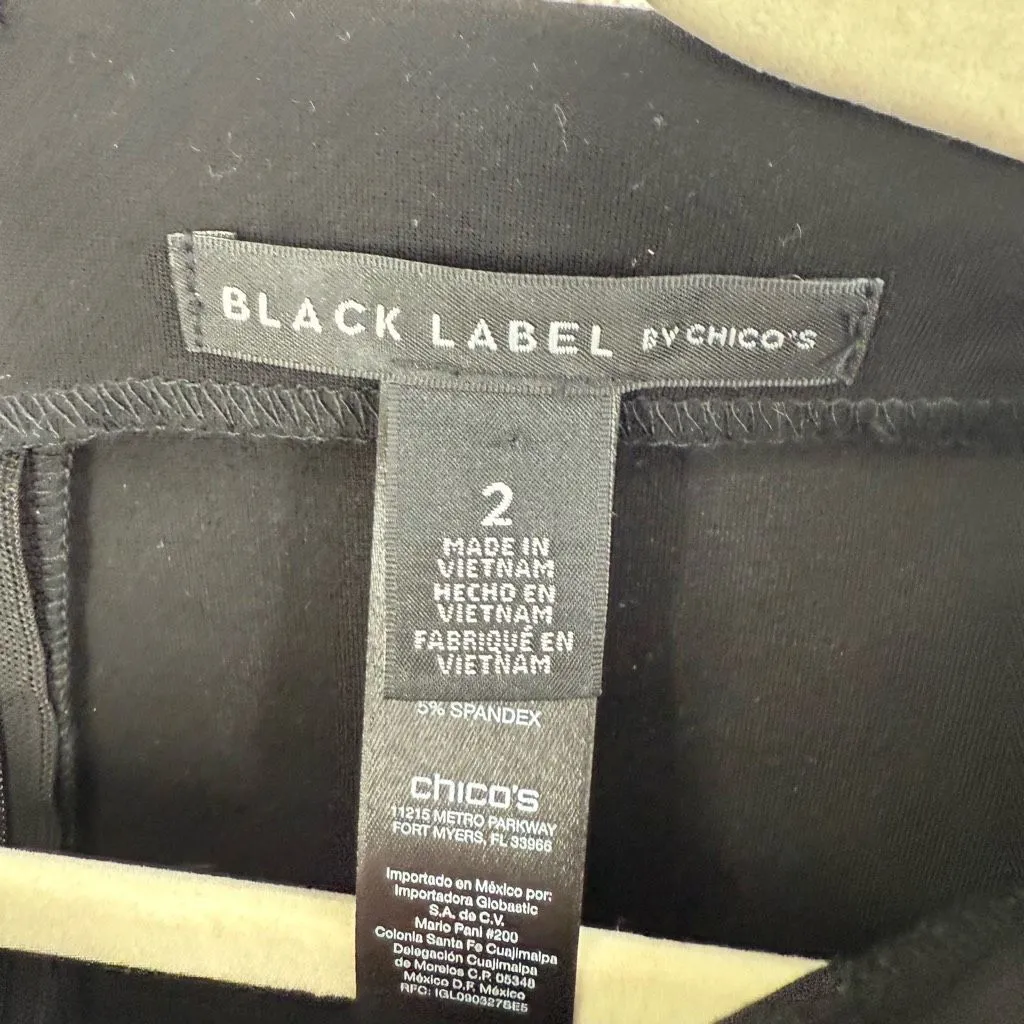 BLACK LABEL BY CHICO'S
2
MADE IN
VIETNAM
HECHO EN
VIETNAM
FABRIQUÉ EN
VIETNAM
5% SPANDEX
chico's
11215 METRO PARKWAY
FORT MYERS, FL 33966
Importado en México por:
Importadora Globastic
S.A. de C.V.
Mario Pani #200
Colonia Santa Fe Cuajimalpa
Delegación Cuajimalpa
de Morelos C.P. 05348
México D.F. México
RFC: IGL090327BE5